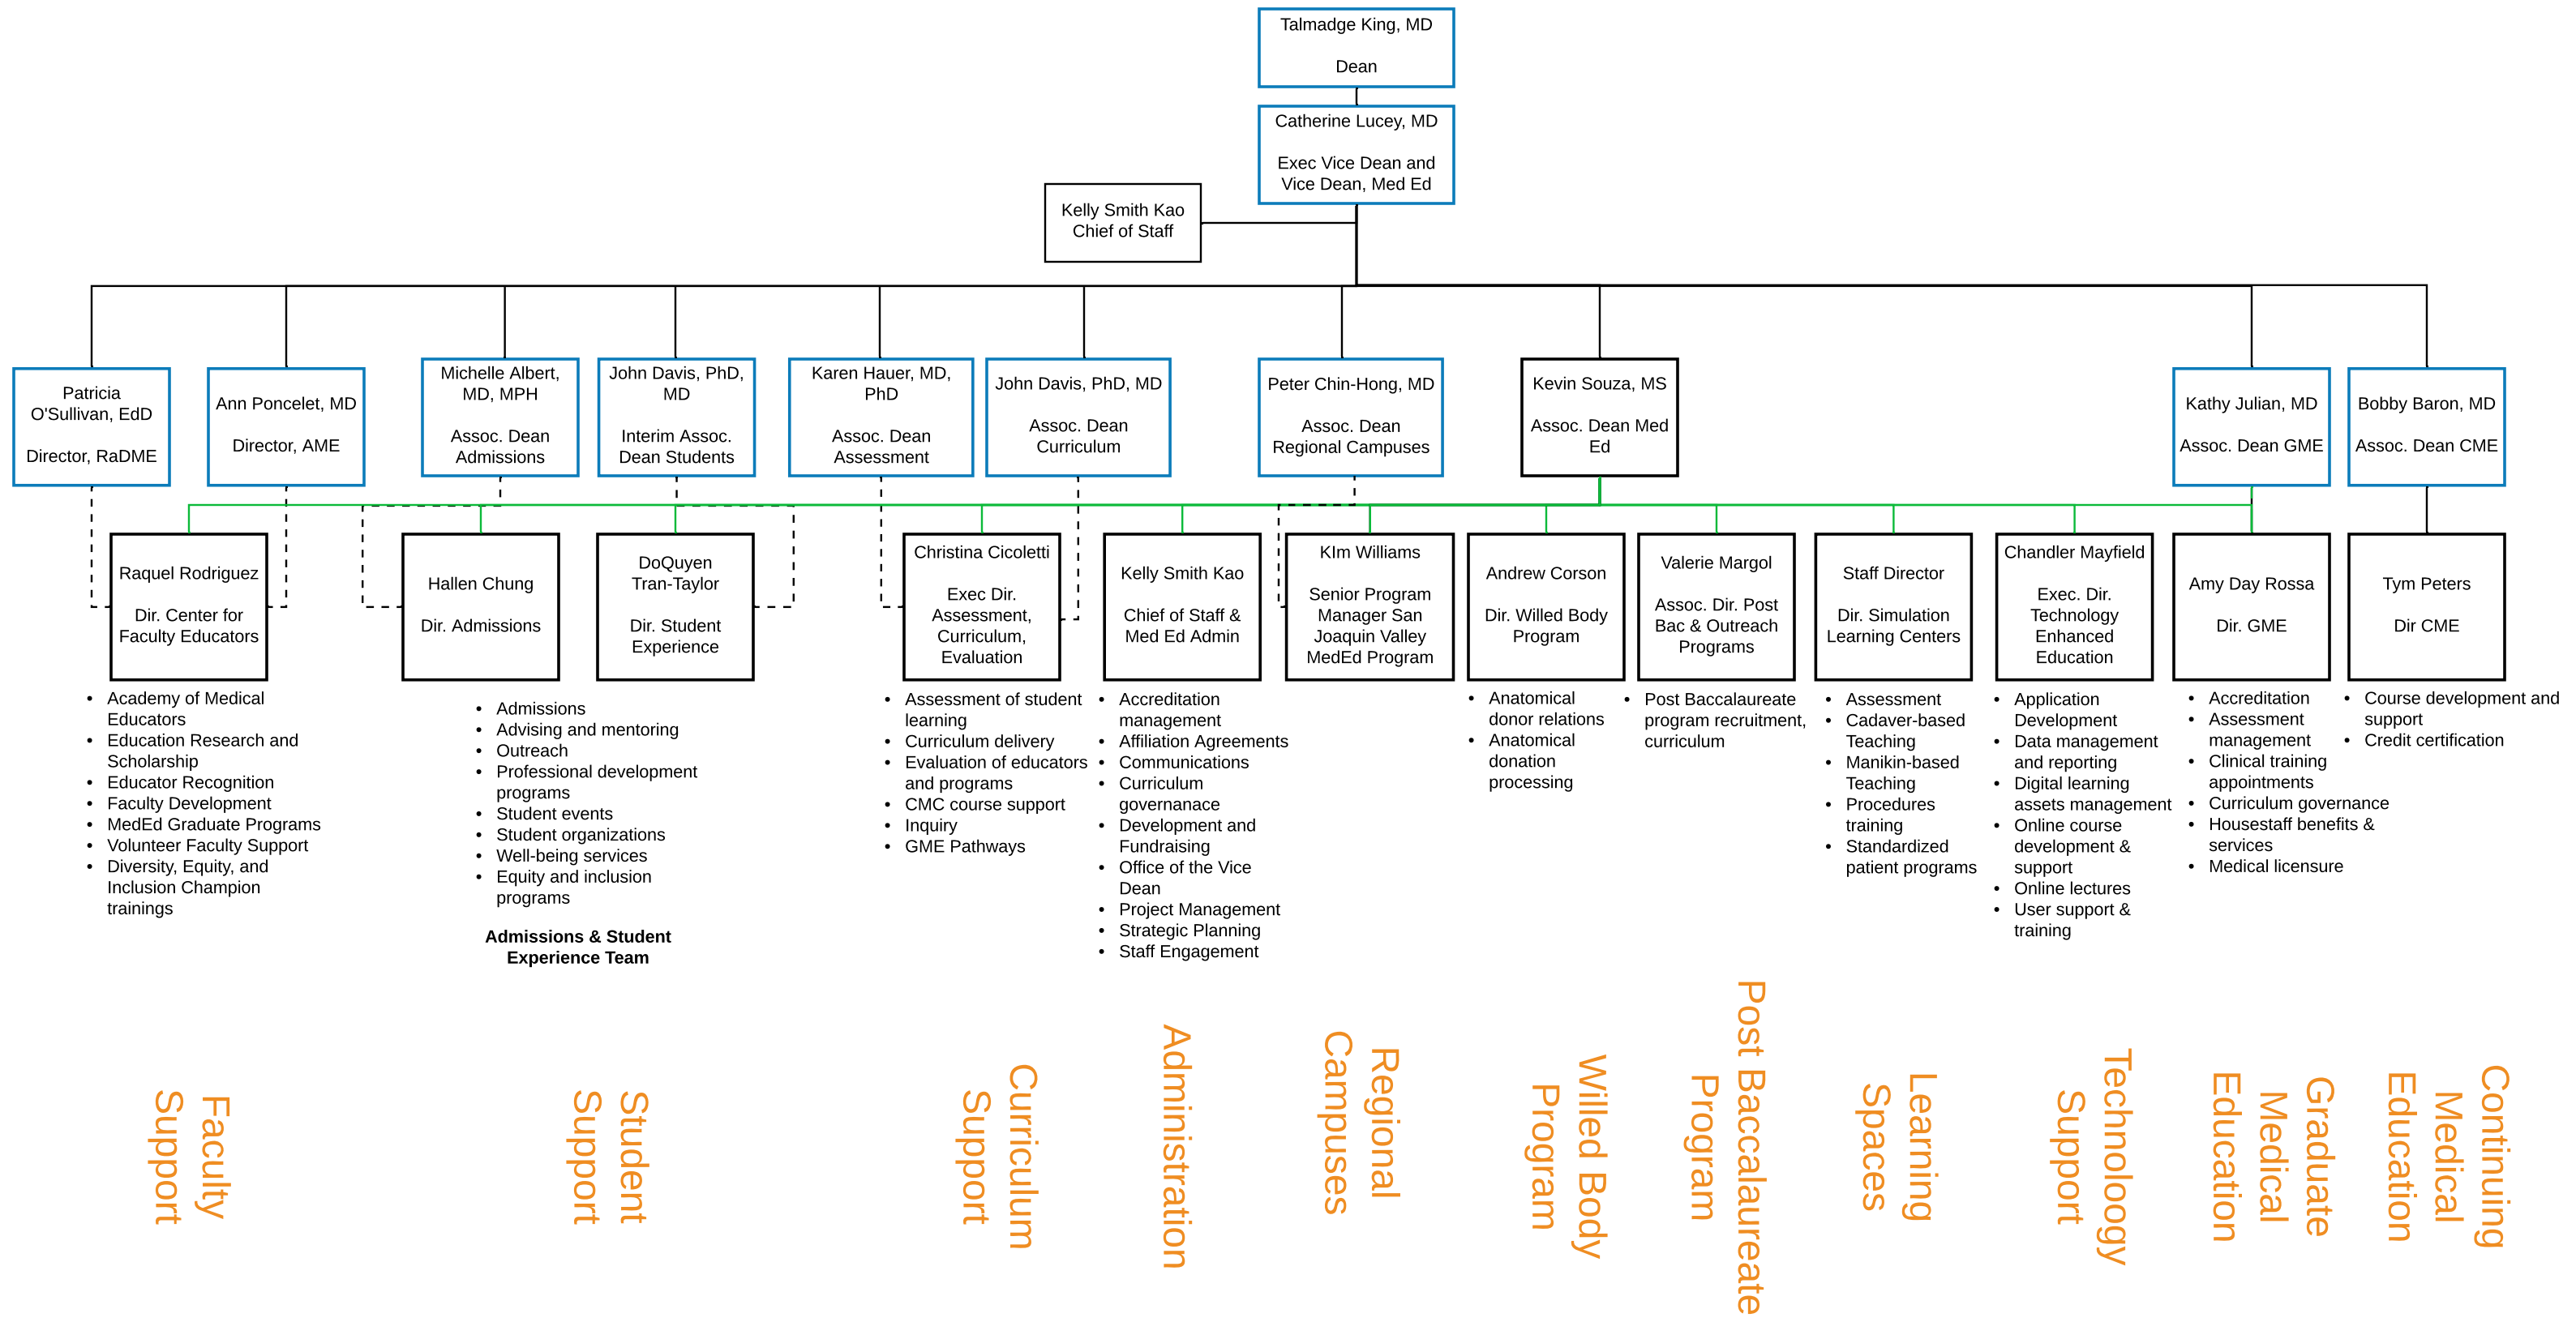 Talmadge King, MD
Dean
Catherine Lucey, MD
Exec Vice Dean and
Vice Dean, Med Ed
Kelly Smith Kao
Chief of Staff
Patricia
O'Sullivan, EdD
Director, RaDME
Ann Poncelet, MD
Director, AME
Michelle Albert,
MD, MPH
Assoc. Dean
Admissions
John Davis, PhD,
MD
Interim Assoc.
Dean Students
Karen Hauer, MD,
PhD
Assoc. Dean
Assessment
John Davis, PhD, MD
Assoc. Dean
Curriculum
Peter Chin-Hong, MD
Assoc. Dean
Regional Campuses
Kevin Souza, MS
Assoc. Dean Med
Ed
Kathy Julian, MD
Assoc. Dean GME
Bobby Baron, MD
Assoc. Dean CME
Raquel Rodriguez
Dir. Center for
Faculty Educators
Hallen Chung
Dir. Admissions
DoQuyen
Tran-Taylor
Dir. Student
Experience
Christina Cicoletti
Exec Dir.
Assessment,
Curriculum,
Evaluation
Kelly Smith Kao
Chief of Staff &
Med Ed Admin
KIm Williams
Senior Program
Manager San
Joaquin Valley
MedEd Program
Andrew Corson
Dir. Willed Body
Program
Valerie Margol
Assoc. Dir. Post
Bac & Outreach
Programs
Staff Director
Dir. Simulation
Learning Centers
Chandler Mayfield
Exec. Dir.
Technology
Enhanced
Education
Amy Day Rossa
Dir. GME
Tym Peters
Dir CME
• Academy of Medical
Educators
• Education Research and
Scholarship
• Educator Recognition
• Faculty Development
• MedEd Graduate Programs
• Volunteer Faculty Support
• Diversity, Equity, and
Inclusion Champion
trainings
• Admissions
• Advising and mentoring
• Outreach
• Professional development
programs
• Student events
• Student organizations
• Well-being services
• Equity and inclusion
programs
Admissions & Student
Experience Team
• Assessment of student
learning
• Curriculum delivery
• Evaluation of educators
and programs
• CMC course support
• Inquiry
• GME Pathways
• Accreditation
management
• Affiliation Agreements
• Communications
• Curriculum
governanace
• Development and
Fundraising
• Office of the Vice
Dean
• Project Management
• Strategic Planning
• Staff Engagement
• Anatomical
donor relations
• Anatomical
donation
processing
• Post Baccalaureate
program recruitment,
curriculum
• Assessment
• Cadaver-based
Teaching
• Manikin-based
Teaching
• Procedures
training
• Standardized
patient programs
• Application
Development
• Data management
and reporting
• Digital learning
assets management
• Online course
development &
support
• Online lectures
• User support &
training
• Accreditation
• Assessment
management
• Clinical training
appointments
• Curriculum governance
• Housestaff benefits &
services
• Medical licensure
• Course development and
support
• Credit certification
Faculty
Support
Student
Support
Curriculum
Support
Administration
Regional
Campuses
Willed Body
Program
Post Baccalaureate
Program
Learning
Spaces
Technology
Support
Graduate
Medical
Education
Continuing
Medical
Education